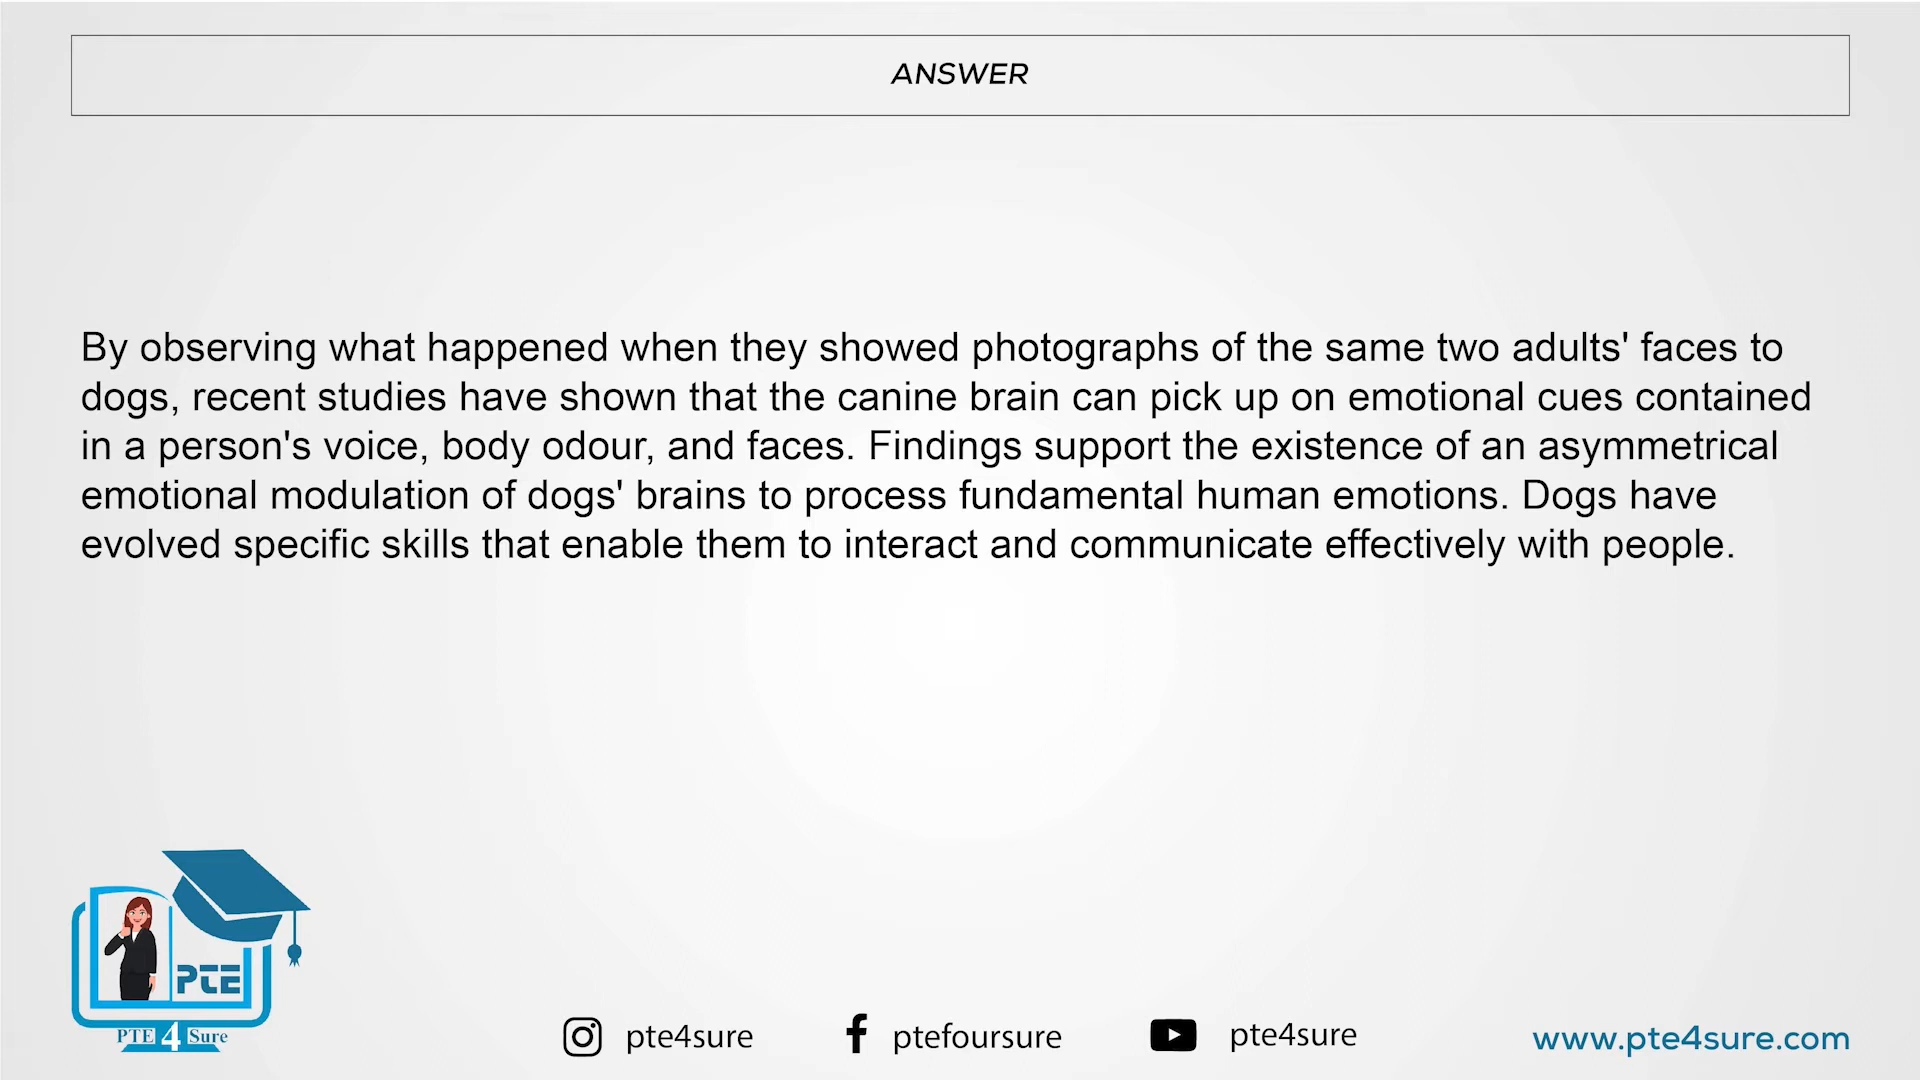 ANSWER
By observing what happened when they showed photographs of the same two adults' faces to
dogs, recent studies have shown that the canine brain can pick up on emotional cues contained
in a person's voice, body odour, and faces. Findings support the existence of an asymmetrical
emotional modulation of dogs' brains to process fundamental human emotions. Dogs have
evolved specific skills that enable them to interact and communicate effectively with people.
PTE
PTE 4 Sure
pte4sure
ptefoursure
pte4sure
www.pte4sure.com